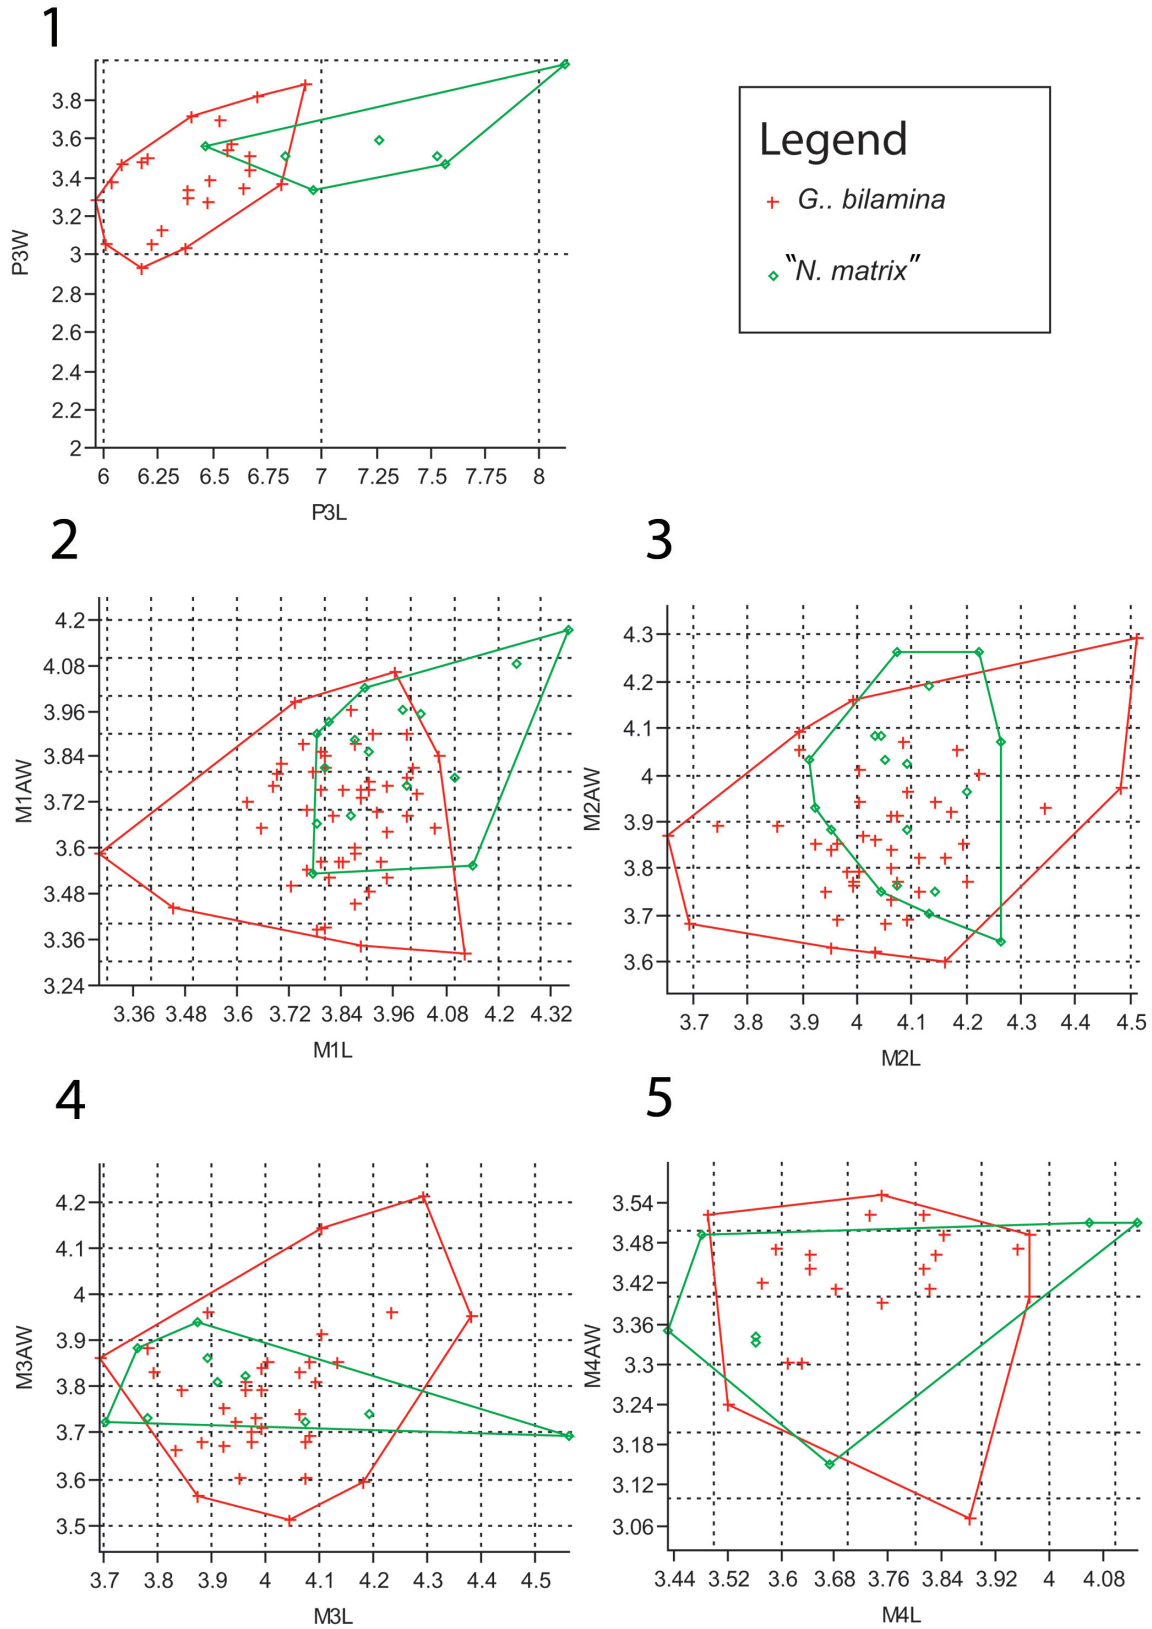 1
3.8
3.6
3.4
3.2
3
2.8
2.6
2.4
2.2
2
P3W
6 6.25 6.5 6.75 7 7.25 7.5 7.75 8
P3L
Legend
G.. bilamina
“N. matrix”
2
4.2
4.08
3.96
3.84
3.72
3.6
3.48
3.36
3.24
M1AW
3.36 3.48 3.6 3.72 3.84 3.96 4.08 4.2 4.32
M1L
3
4.3
4.2
4.1
4
3.9
3.8
3.7
3.6
M2AW
3.7 3.8 3.9 4 4.1 4.2 4.3 4.4 4.5
M2L
4
4.2
4.1
4
3.9
3.8
3.7
3.6
3.5
M3AW
3.7 3.8 3.9 4 4.1 4.2 4.3 4.4 4.5
M3L
5
3.54
3.48
3.42
3.36
3.3
3.24
3.18
3.12
3.06
M4AW
3.44 3.52 3.6 3.68 3.76 3.84 3.92 4 4.08
M4L